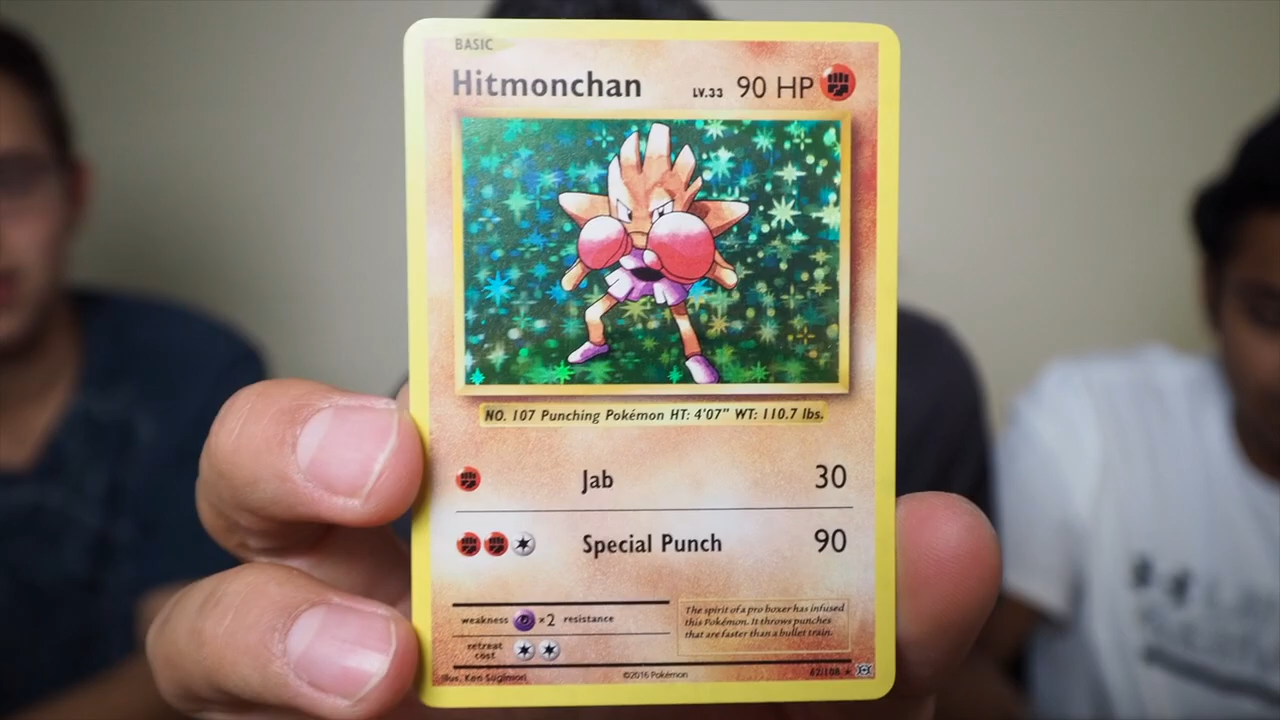 BASIC
Hitmonchan LV.33 90 HP
NO. 107 Punching Pokémon HT: 4'07" WT: 110.7 lbs.
Jab 30
Special Punch 90
weakness ×2 resistance
The spirit of a pro boxer has infused
this Pokémon. It throws punches
that are faster than a bullet train.
retreat
cost
Illus. Ken Sugimori ©2016 Pokémon 62/108 ★